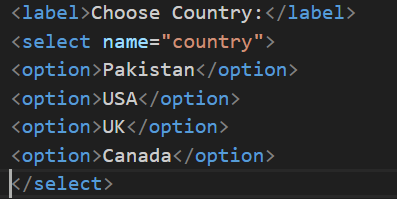 <label>Choose Country:</label>
<select name="country">
<option>Pakistan</option>
<option>USA</option>
<option>UK</option>
<option>Canada</option>
</select>